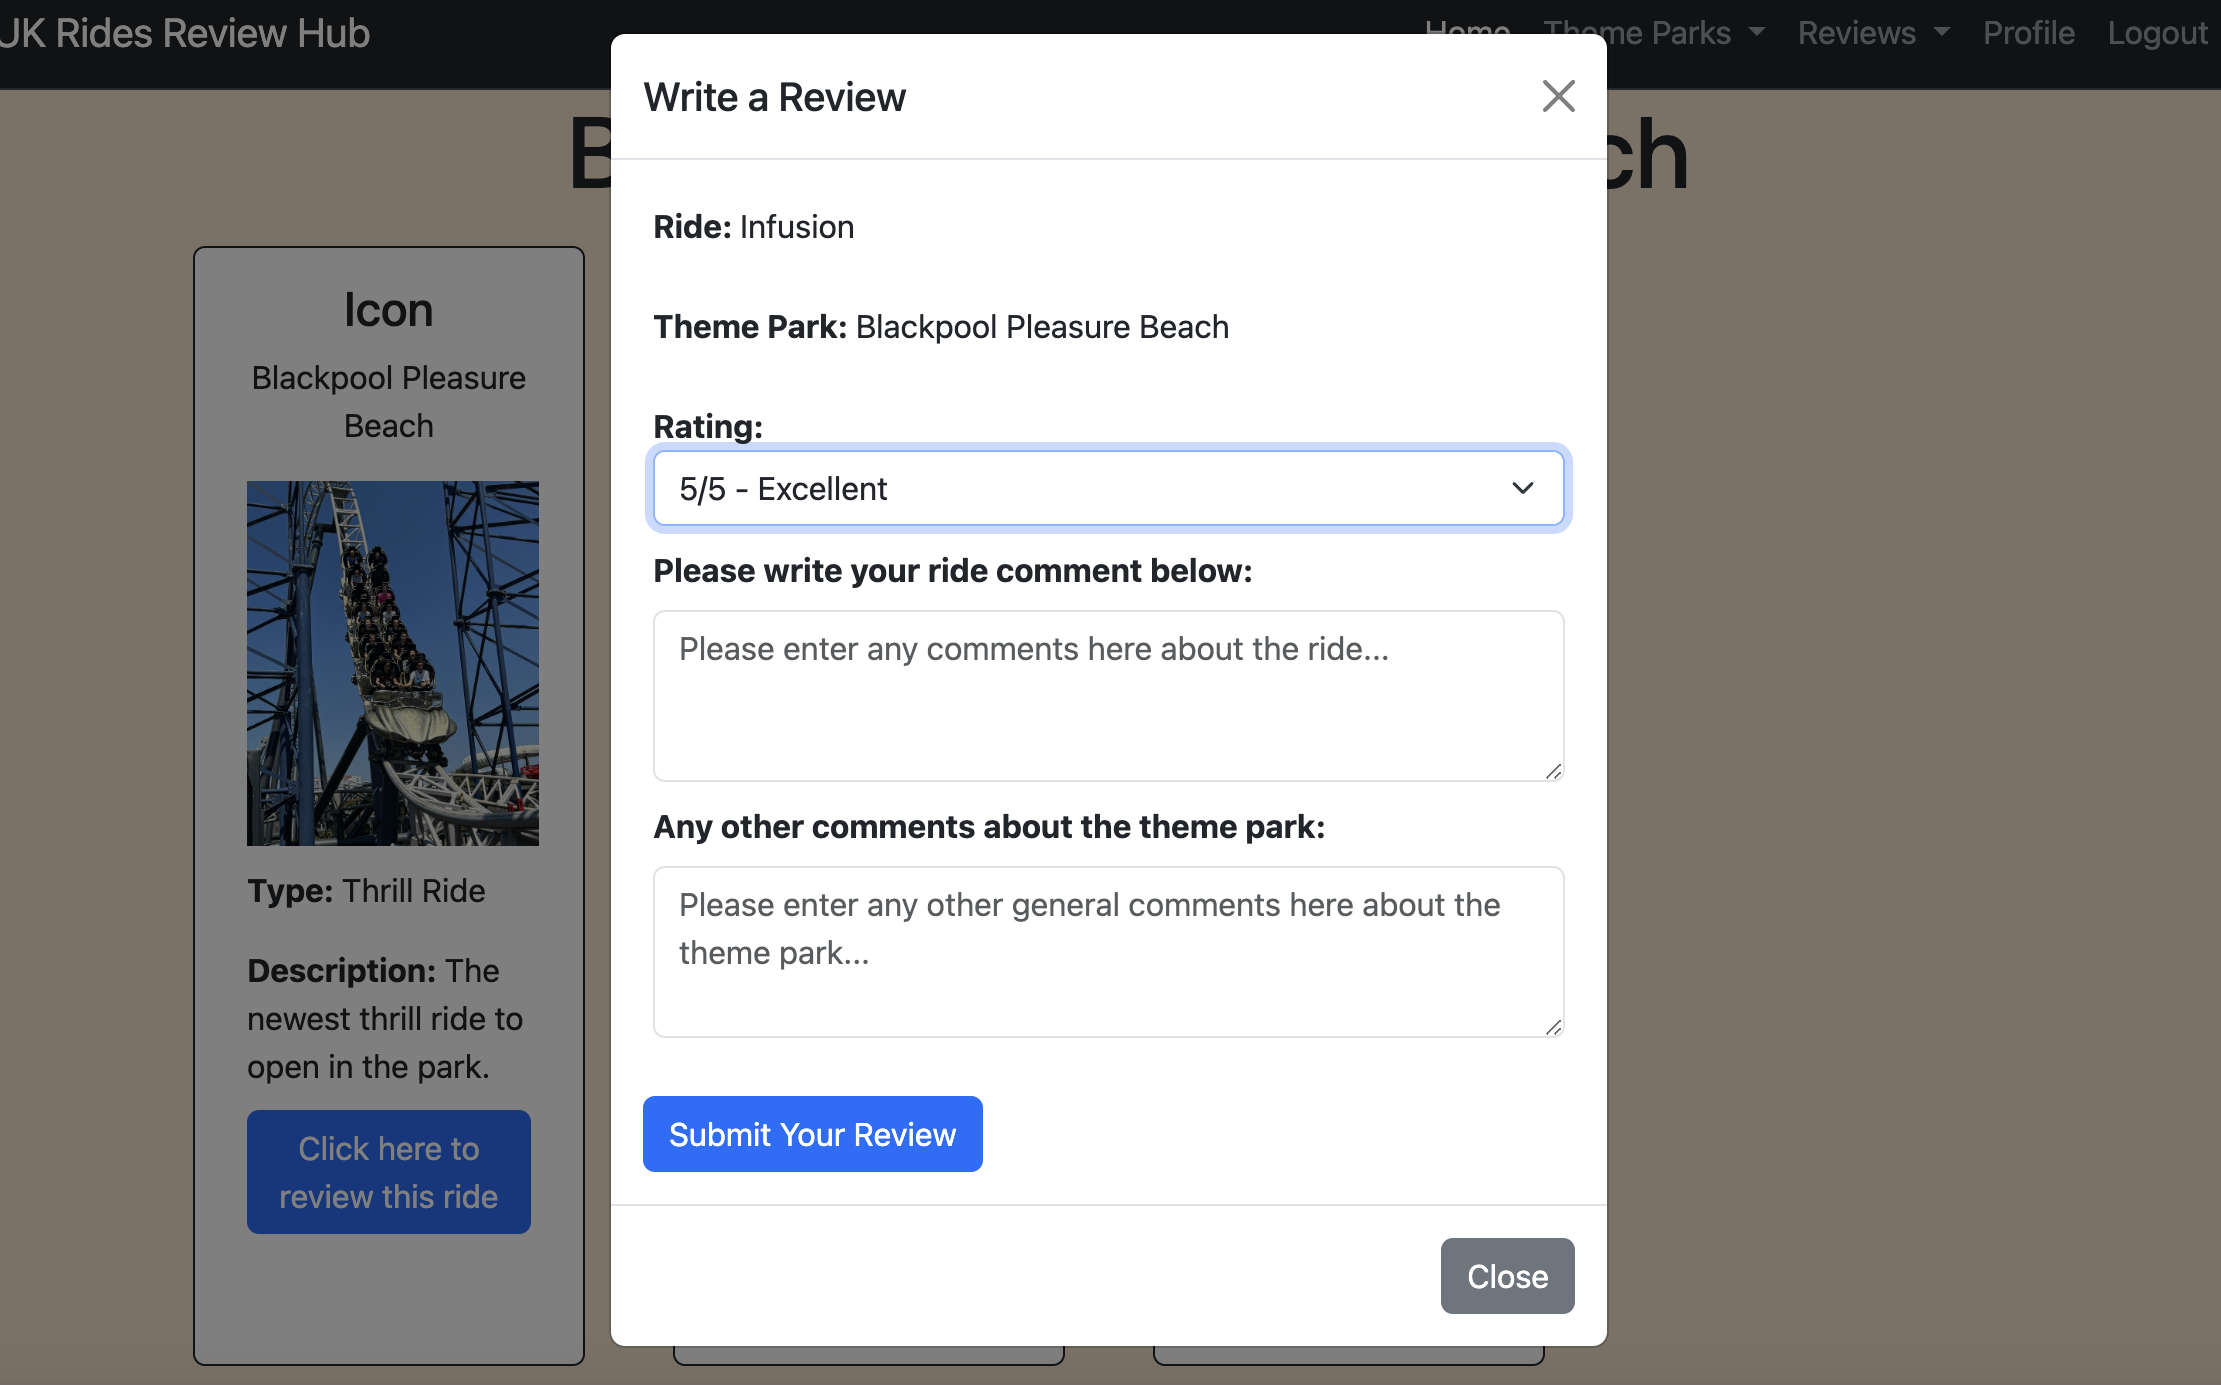 UK Rides Review Hub
Home Theme Parks Reviews Profile Logout
Write a Review
Ride: Infusion
Theme Park: Blackpool Pleasure Beach
Rating:
5/5 - Excellent
Please write your ride comment below:
Please enter any comments here about the ride...
Any other comments about the theme park:
Please enter any other general comments here about the
theme park...
Submit Your Review
Close
Icon
Blackpool Pleasure
Beach
Type: Thrill Ride
Description: The
newest thrill ride to
open in the park.
Click here to
review this ride